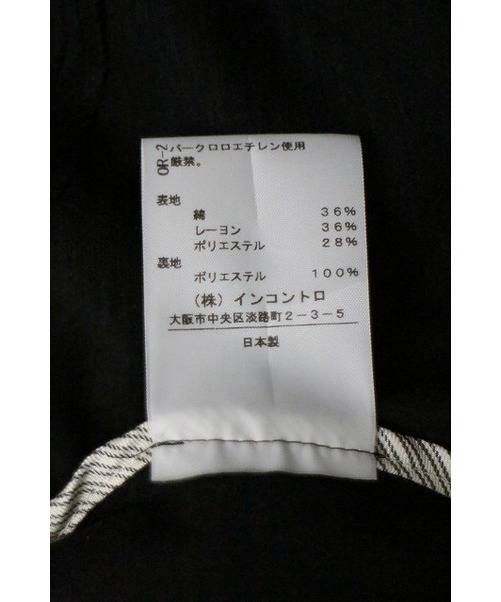 OR-2
パークロロエチレン使用
厳禁。
表地
綿 36%
レーヨン 36%
ポリエステル 28%
裏地
ポリエステル 100%
(株)インコントロ
大阪市中央区淡路町2-3-5
日本製